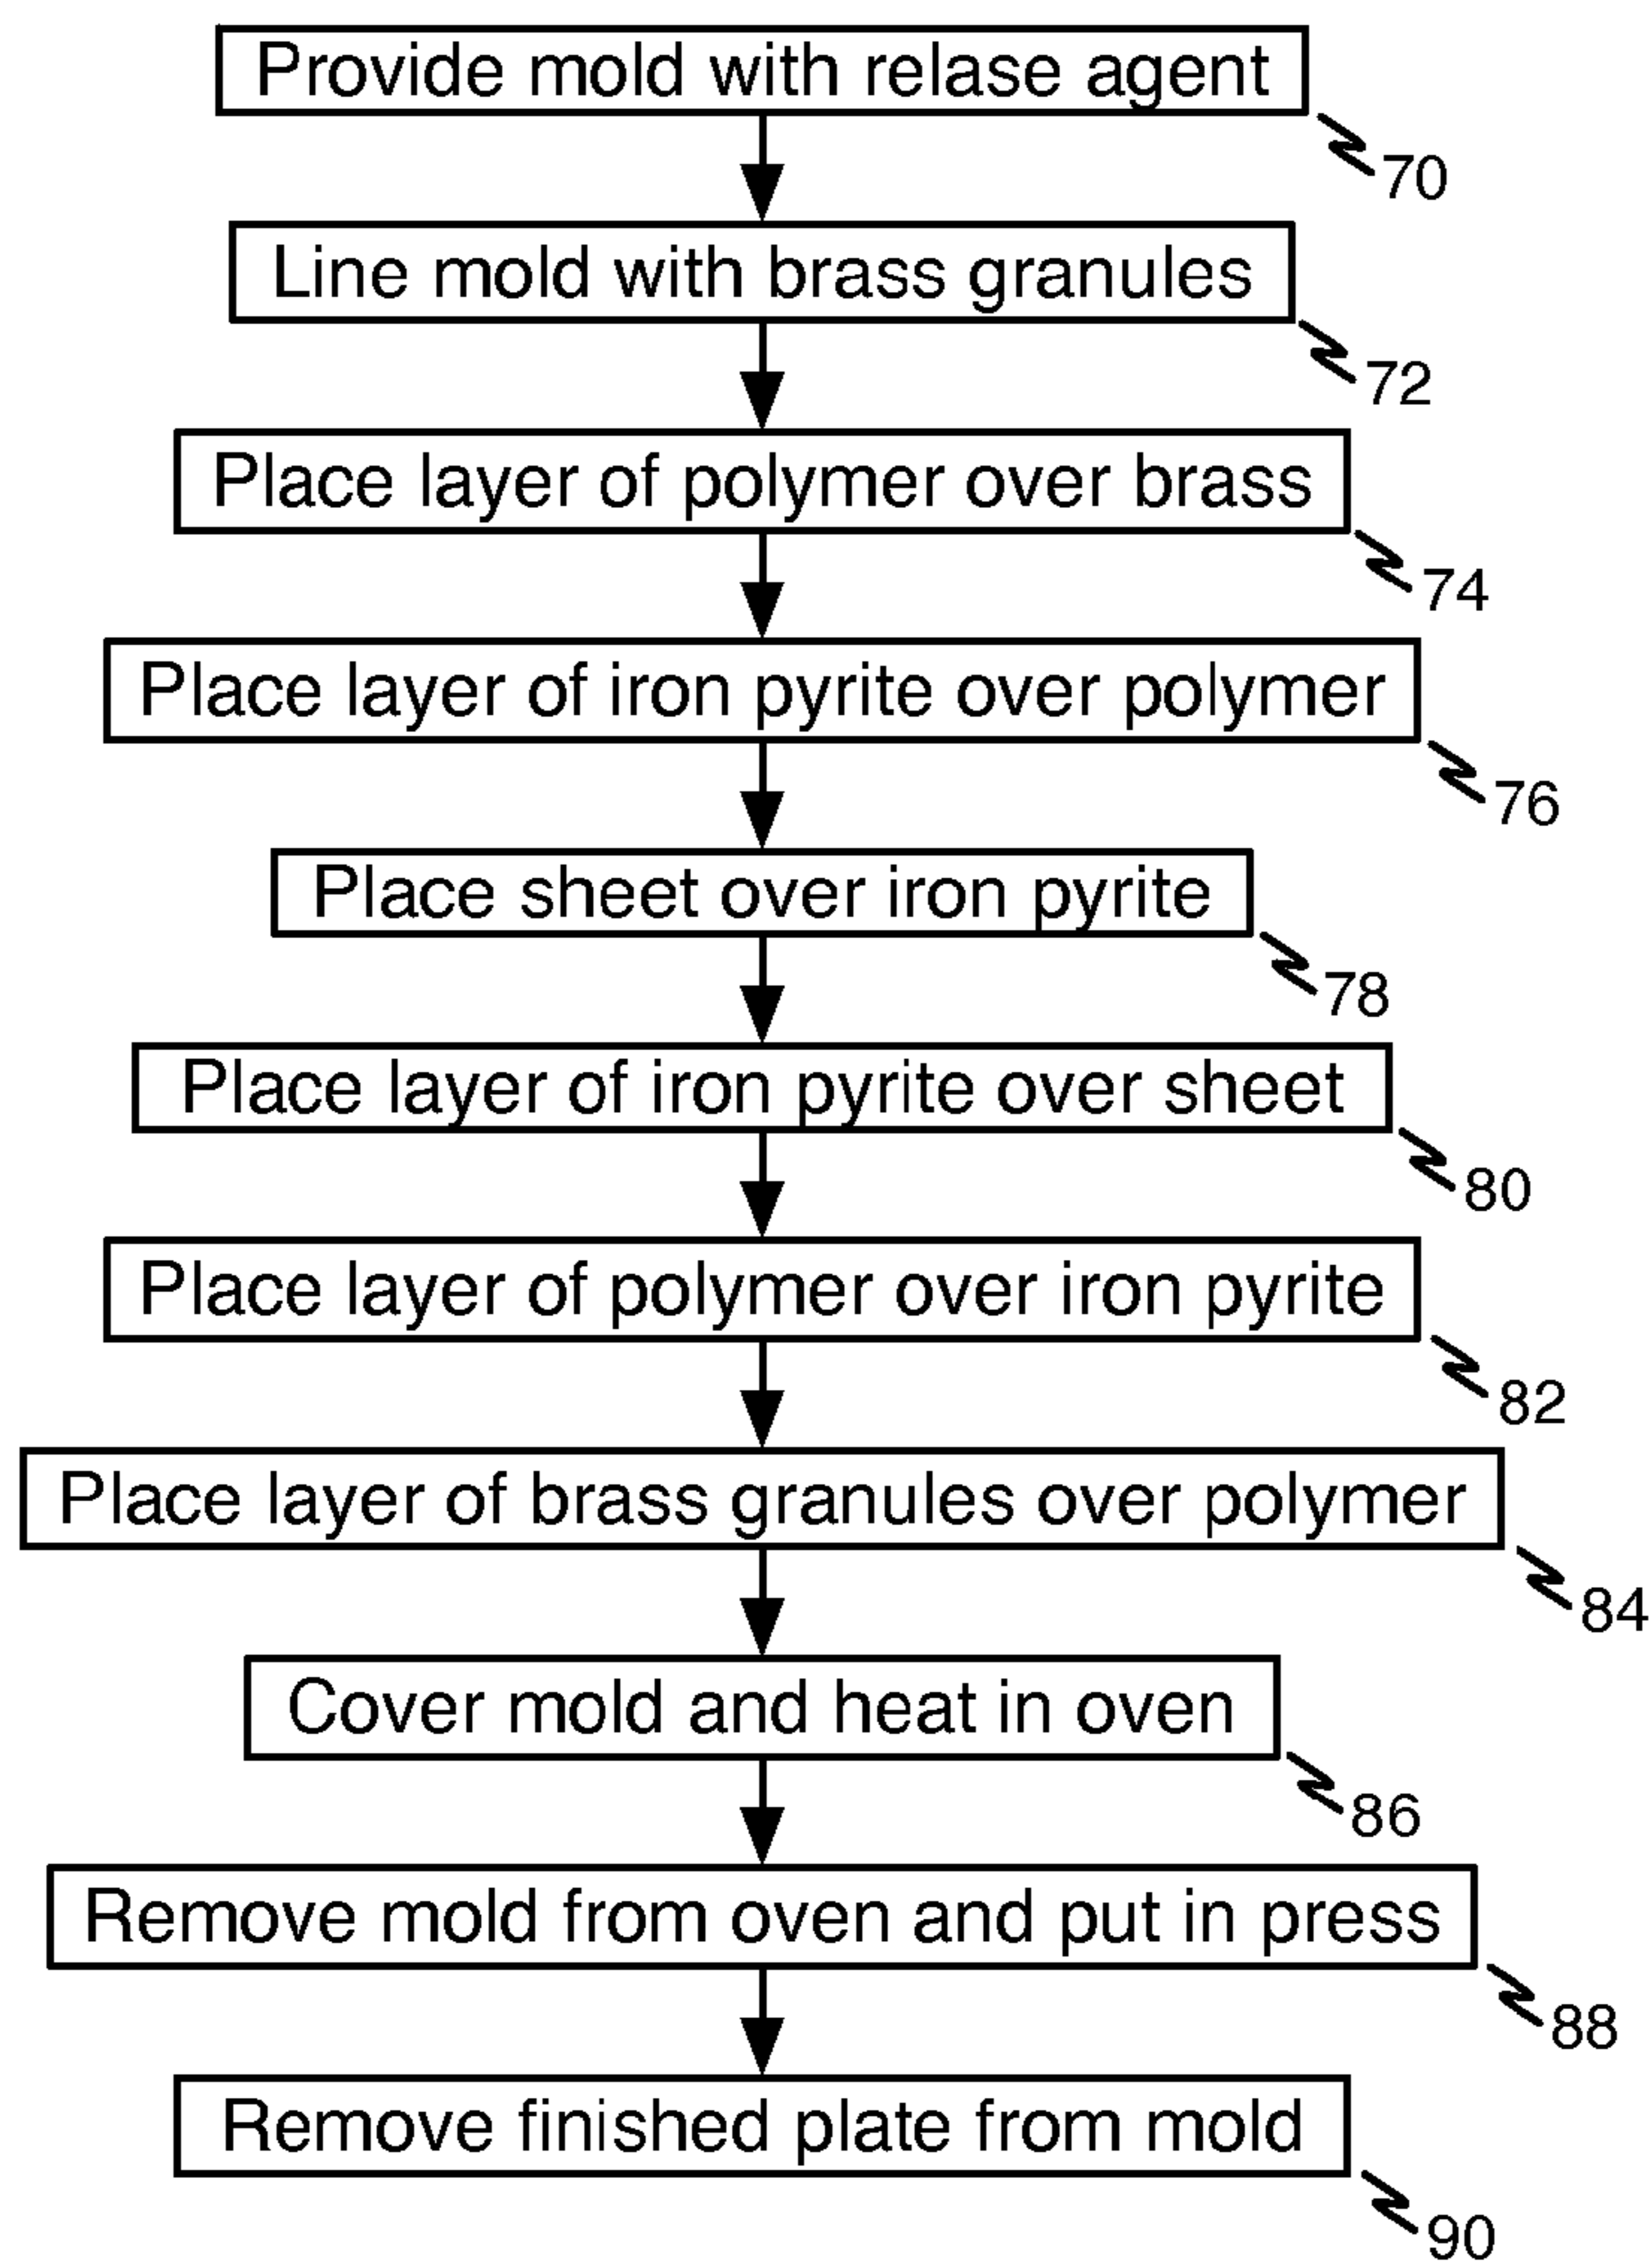 Provide mold with relase agent
70
Line mold with brass granules
72
Place layer of polymer over brass
74
Place layer of iron pyrite over polymer
76
Place sheet over iron pyrite
78
Place layer of iron pyrite over sheet
80
Place layer of polymer over iron pyrite
82
Place layer of brass granules over polymer
84
Cover mold and heat in oven
86
Remove mold from oven and put in press
88
Remove finished plate from mold
90